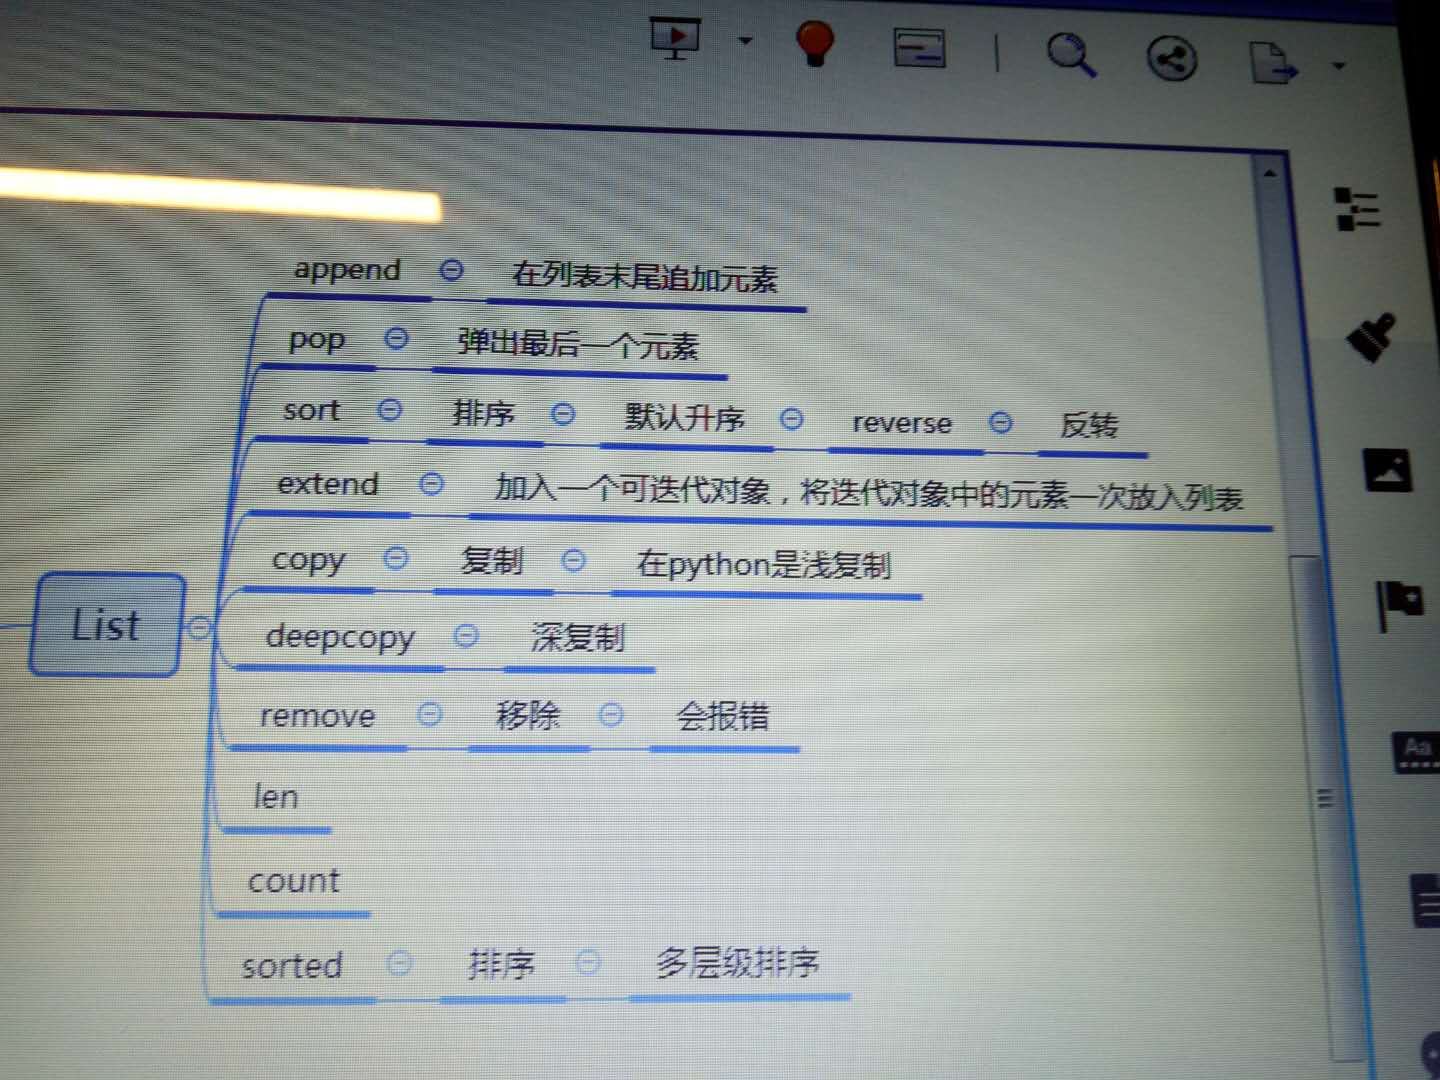 append 在列表末尾追加元素
pop 弹出最后一个元素
sort 排序 默认升序 reverse 反转
extend 加入一个可迭代对象，将迭代对象中的元素一次放入列表
copy 复制 在python是浅复制
List
deepcopy 深复制
remove 移除 会报错
len
count
sorted 排序 多层级排序
Aa